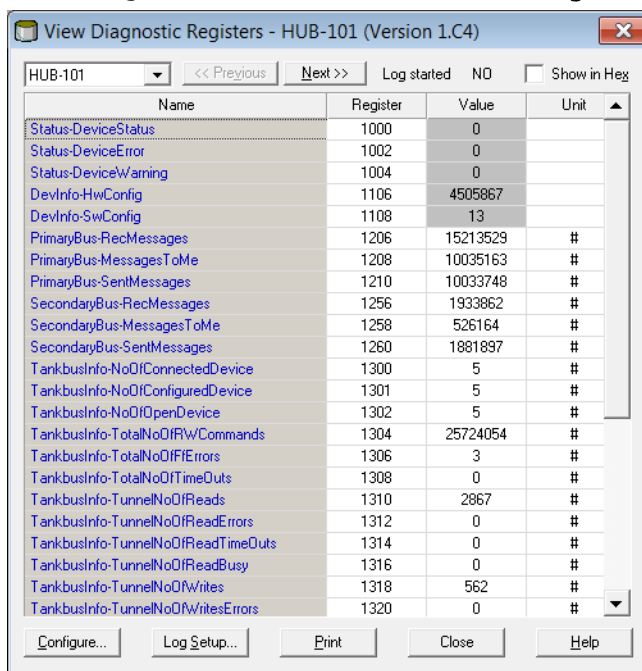 View Diagnostic Registers - HUB-101 (Version 1.C4)
HUB-101 << Previous Next >> Log started NO Show in Hex
Name Register Value Unit
Status-DeviceStatus 1000 0
Status-DeviceError 1002 0
Status-DeviceWarning 1004 0
DevInfo-HwConfig 1106 4505867
DevInfo-SwConfig 1108 13
PrimaryBus-RecMessages 1206 15213529 #
PrimaryBus-MessagesToMe 1208 10035163 #
PrimaryBus-SentMessages 1210 10033748 #
SecondaryBus-RecMessages 1256 1933862 #
SecondaryBus-MessagesToMe 1258 526164 #
SecondaryBus-SentMessages 1260 1881897 #
TankbusInfo-NoOfConnectedDevice 1300 5 #
TankbusInfo-NoOfConfiguredDevice 1301 5 #
TankbusInfo-NoOfOpenDevice 1302 5 #
TankbusInfo-TotalNoOfRWCommands 1304 25724054 #
TankbusInfo-TotalNoOfFfErrors 1306 3 #
TankbusInfo-TotalNoOfTimeOuts 1308 0 #
TankbusInfo-TunnelNoOfReads 1310 2867 #
TankbusInfo-TunnelNoOfReadErrors 1312 0 #
TankbusInfo-TunnelNoOfReadTimeOuts 1314 0 #
TankbusInfo-TunnelNoOfReadBusy 1316 0 #
TankbusInfo-TunnelNoOfWrites 1318 562 #
TankbusInfo-TunnelNoOfWritesErrors 1320 0 #
Configure... Log Setup... Print Close Help